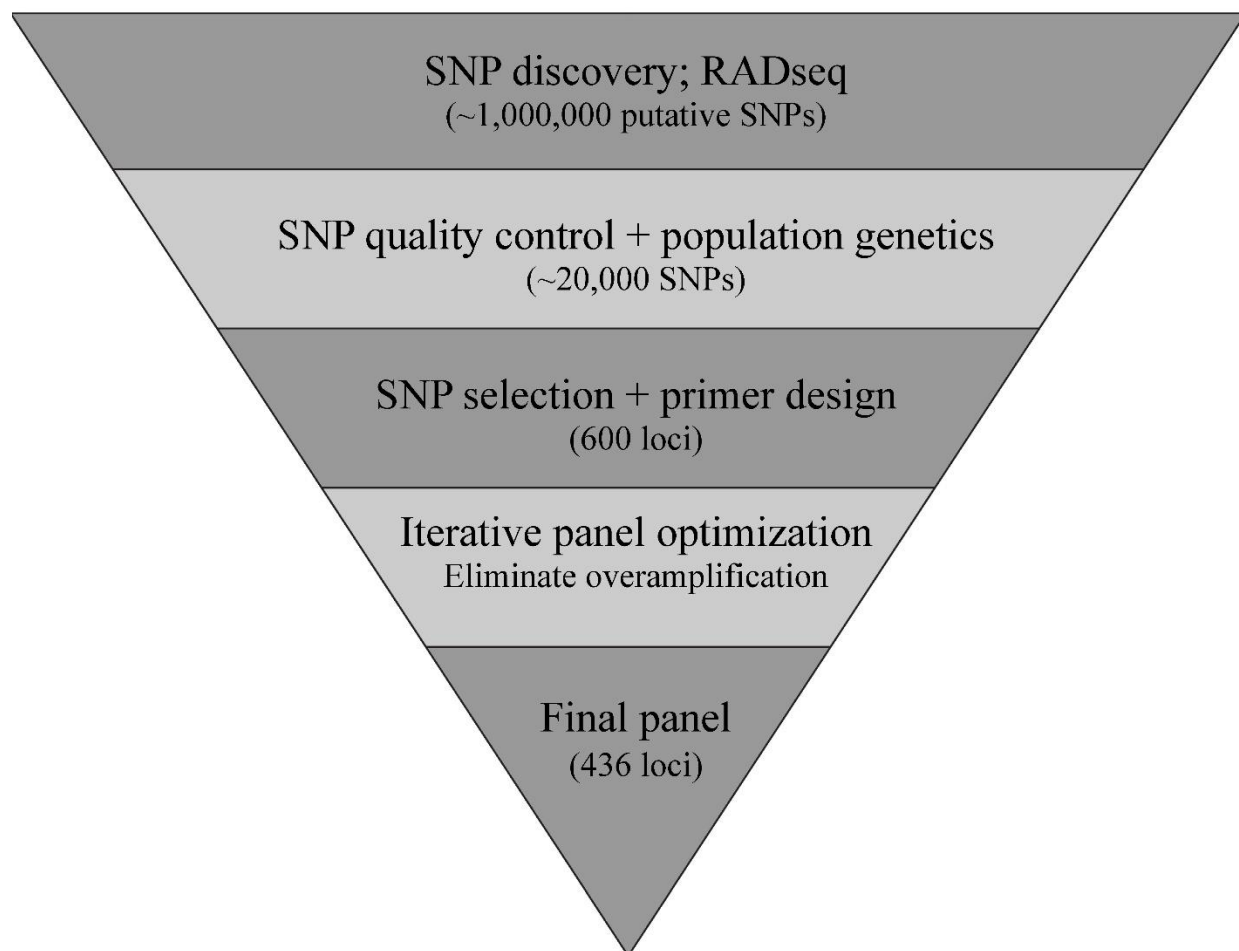 SNP discovery; RADseq
(~1,000,000 putative SNPs)
SNP quality control + population genetics
(~20,000 SNPs)
SNP selection + primer design
(600 loci)
Iterative panel optimization
Eliminate overamplification
Final panel
(436 loci)